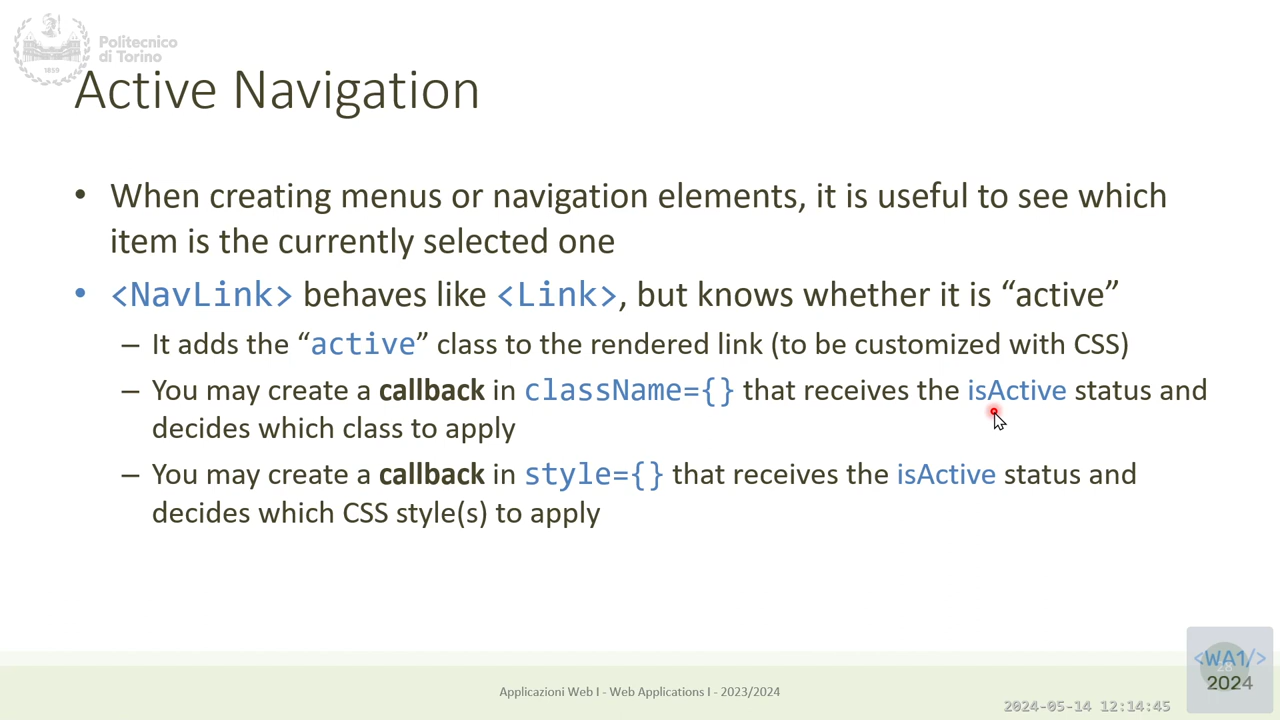 Politecnico
di Torino
1859
Active Navigation
• When creating menus or navigation elements, it is useful to see which
item is the currently selected one
• <NavLink> behaves like <Link>, but knows whether it is “active”
– It adds the “active” class to the rendered link (to be customized with CSS)
– You may create a callback in className={} that receives the isActive status and
decides which class to apply
– You may create a callback in style={} that receives the isActive status and
decides which CSS style(s) to apply
Applicazioni Web I - Web Applications I - 2023/2024
<WA1/>
2024
2024-05-14 12:14:45